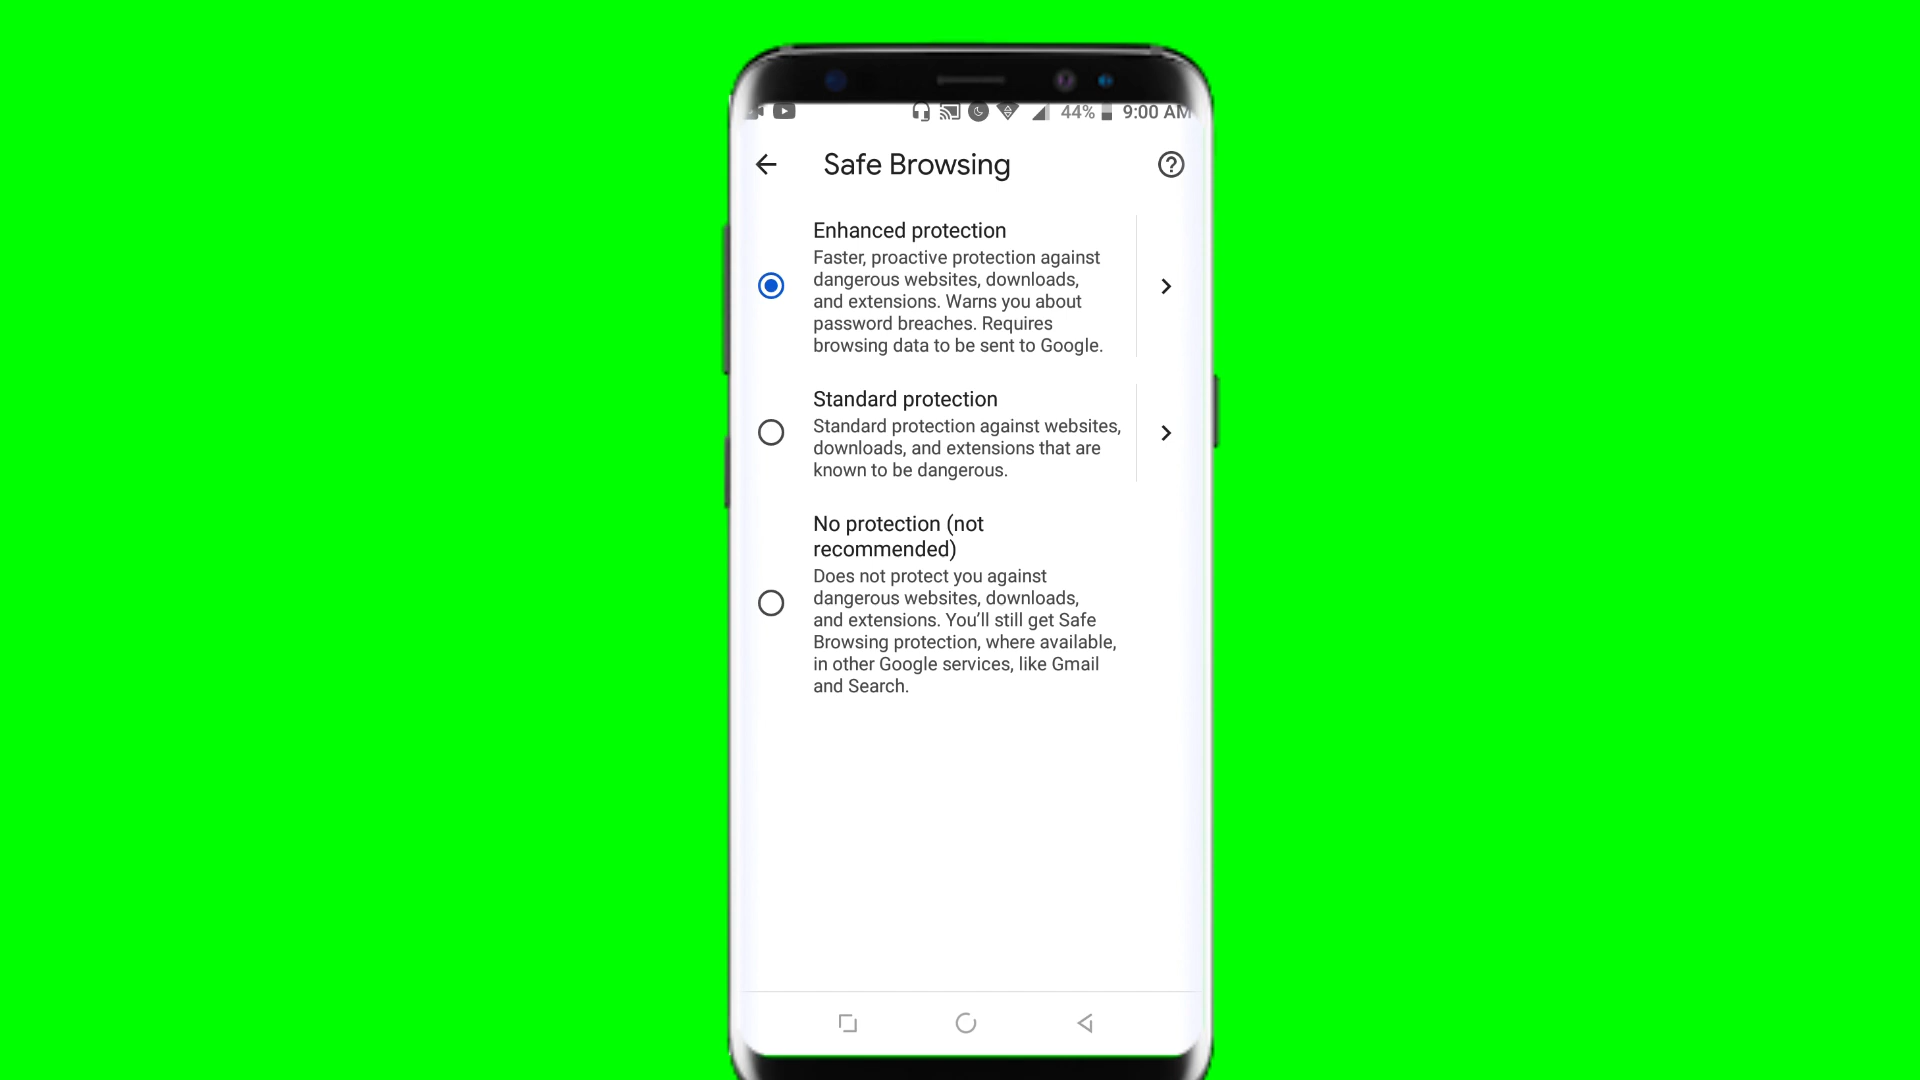 44% 9:00 AM
Safe Browsing
Enhanced protection
Faster, proactive protection against
dangerous websites, downloads,
and extensions. Warns you about
password breaches. Requires
browsing data to be sent to Google.
Standard protection
Standard protection against websites,
downloads, and extensions that are
known to be dangerous.
No protection (not
recommended)
Does not protect you against
dangerous websites, downloads,
and extensions. You’ll still get Safe
Browsing protection, where available,
in other Google services, like Gmail
and Search.